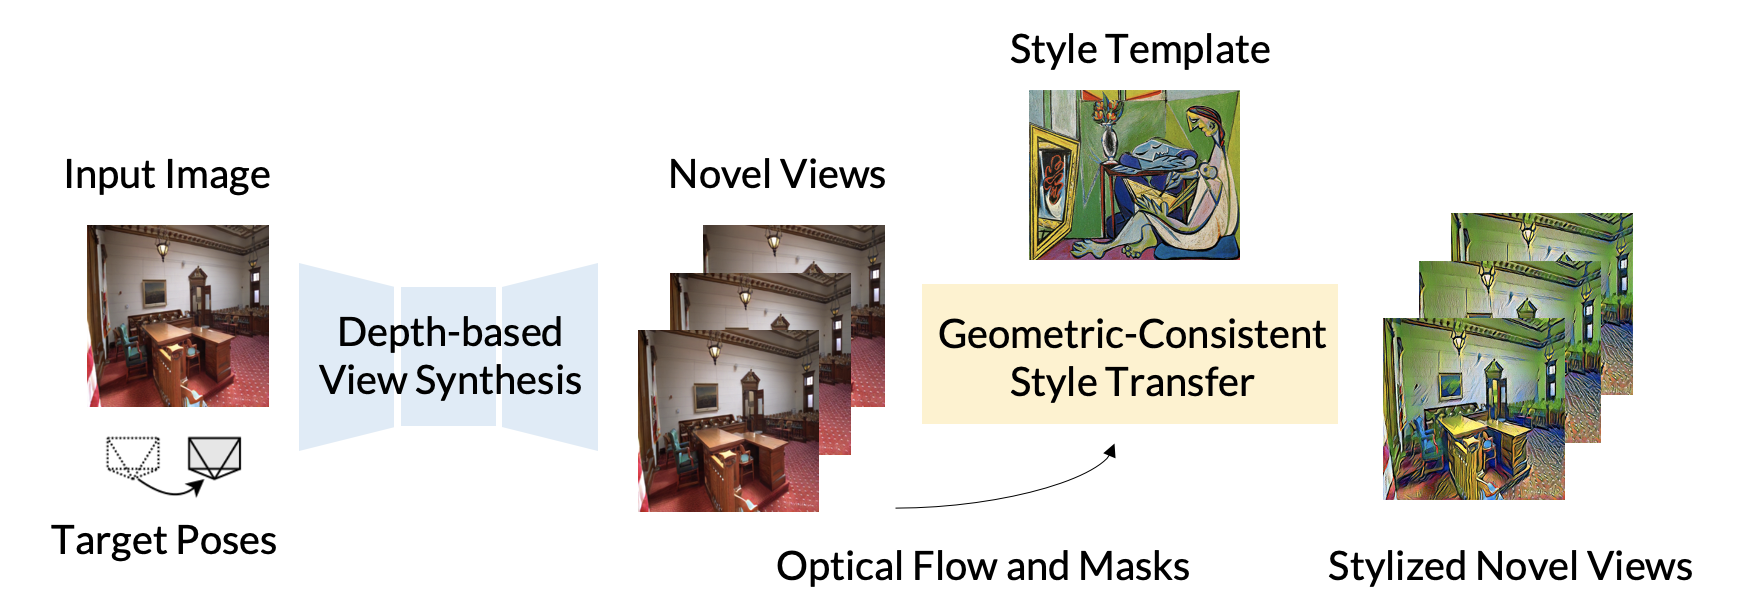 Style Template
Input Image
Novel Views
Depth-based
View Synthesis
Geometric-Consistent
Style Transfer
Target Poses
Optical Flow and Masks
Stylized Novel Views